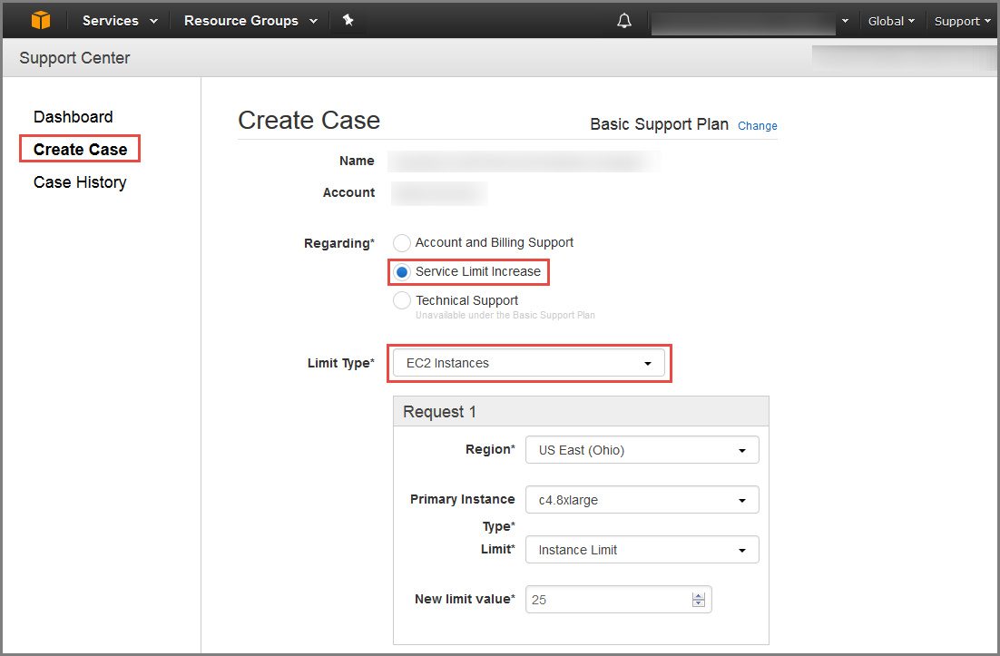 Services Resource Groups Global Support
Support Center
Dashboard
Create Case
Case History
Create Case Basic Support Plan Change
Name
Account
Regarding* Account and Billing Support
Service Limit Increase
Technical Support
Unavailable under the Basic Support Plan
Limit Type* EC2 Instances
Request 1
Region* US East (Ohio)
Primary Instance c4.8xlarge
Type*
Limit* Instance Limit
New limit value* 25